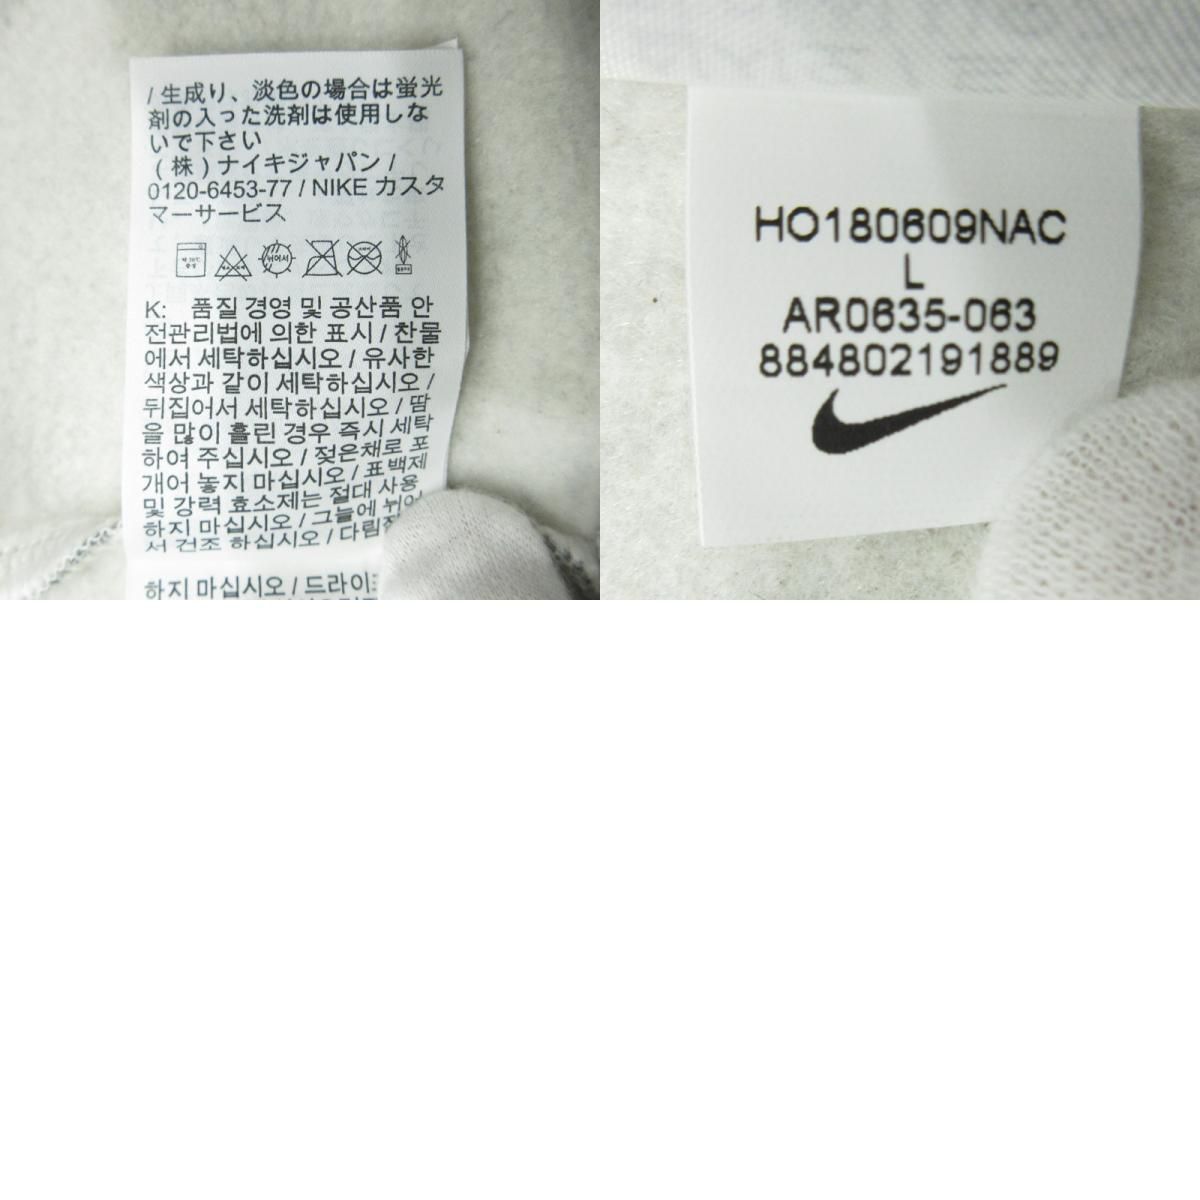 / 生成り、淡色の場合は蛍光
剤の入った洗剤は使用しな
いで下さい
(株)ナイキジャパン /
0120-6453-77 / NIKE カスタ
マーサービス
K: 품질 경영 및 공산품 안
전관리법에 의한 표시 / 찬물
에서 세탁하십시오 / 유사한
색상과 같이 세탁하십시오 /
뒤집어서 세탁하십시오 / 땀
을 많이 흘린 경우 즉시 세탁
하여 주십시오 / 젖은채로 포
개어 놓지 마십시오 / 표백제
및 강력 효소제는 절대 사용
하지 마십시오 / 그늘에 뉘어
서 건조 하십시오 /
하지 마십시오 /
HO180609NAC
L
AR0635-063
884802191889